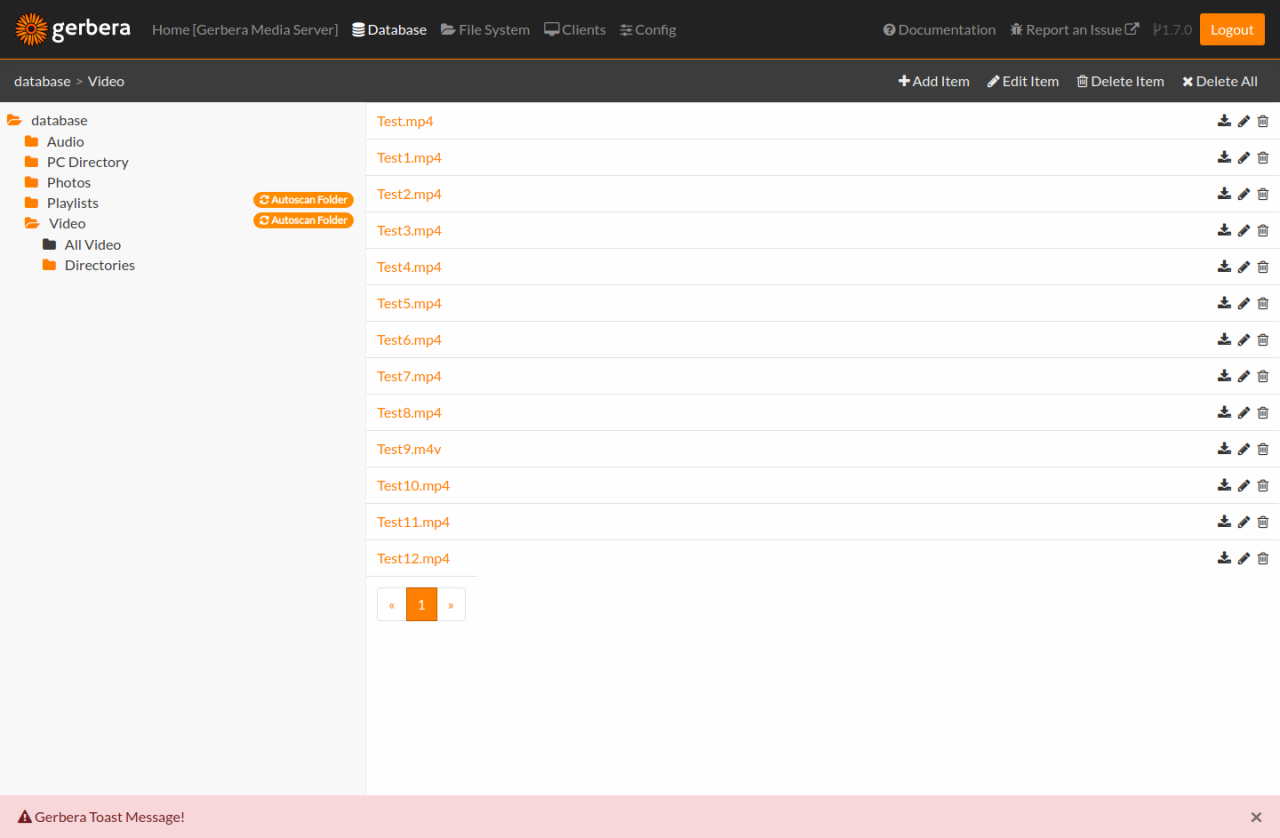 gerbera Home [Gerbera Media Server] Database File System Clients Config Documentation Report an Issue 1.7.0 Logout
database > Video Add Item Edit Item Delete Item Delete All
database
Audio
PC Directory
Photos
Playlists Autoscan Folder
Video Autoscan Folder
All Video
Directories
Test.mp4
Test1.mp4
Test2.mp4
Test3.mp4
Test4.mp4
Test5.mp4
Test6.mp4
Test7.mp4
Test8.mp4
Test9.m4v
Test10.mp4
Test11.mp4
Test12.mp4
« 1 »
Gerbera Toast Message! ×